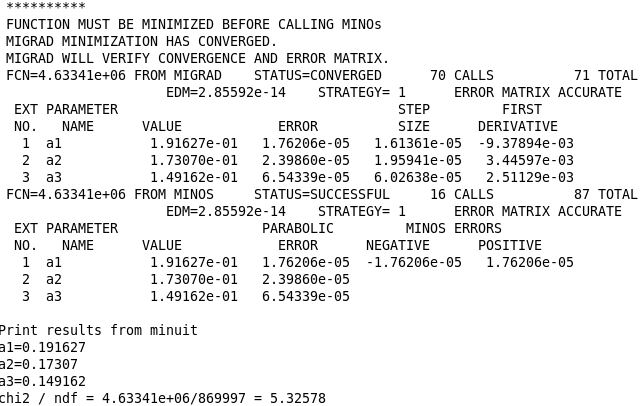 **********
FUNCTION MUST BE MINIMIZED BEFORE CALLING MINOs
MIGRAD MINIMIZATION HAS CONVERGED.
MIGRAD WILL VERIFY CONVERGENCE AND ERROR MATRIX.
FCN=4.63341e+06 FROM MIGRAD    STATUS=CONVERGED      70 CALLS         71 TOTAL
EDM=2.85592e-14    STRATEGY= 1      ERROR MATRIX ACCURATE
EXT PARAMETER                                   STEP         FIRST
NO.   NAME      VALUE            ERROR          SIZE      DERIVATIVE
1  a1           1.91627e-01   1.76206e-05   1.61361e-05  -9.37894e-03
2  a2           1.73070e-01   2.39860e-05   1.95941e-05   3.44597e-03
3  a3           1.49162e-01   6.54339e-05   6.02638e-05   2.51129e-03
FCN=4.63341e+06 FROM MINOS     STATUS=SUCCESSFUL     16 CALLS         87 TOTAL
EDM=2.85592e-14    STRATEGY= 1      ERROR MATRIX ACCURATE
EXT PARAMETER                  PARABOLIC         MINOS ERRORS
NO.   NAME      VALUE            ERROR      NEGATIVE      POSITIVE
1  a1           1.91627e-01   1.76206e-05  -1.76206e-05   1.76206e-05
2  a2           1.73070e-01   2.39860e-05
3  a3           1.49162e-01   6.54339e-05
Print results from minuit
a1=0.191627
a2=0.17307
a3=0.149162
chi2 / ndf = 4.63341e+06/869997 = 5.32578